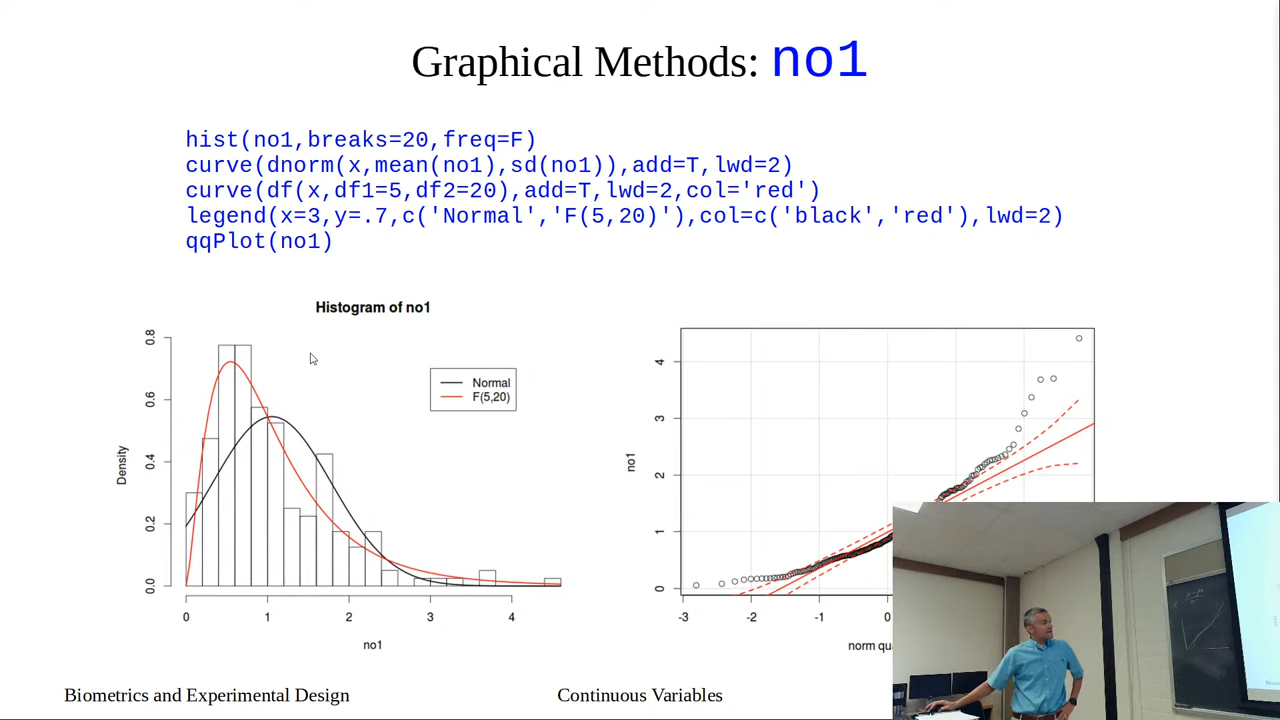 Graphical Methods: no1
hist(no1,breaks=20,freq=F)
curve(dnorm(x,mean(no1),sd(no1)),add=T,lwd=2)
curve(df(x,df1=5,df2=20),add=T,lwd=2,col='red')
legend(x=3,y=.7,c('Normal','F(5,20)'),col=c('black','red'),lwd=2)
qqPlot(no1)
Histogram of no1
Density
0.0 0.2 0.4 0.6 0.8
Normal
F(5,20)
0 1 2 3 4
no1
no1
0 1 2 3 4
-3 -2 -1 0
norm qu
Biometrics and Experimental Design
Continuous Variables